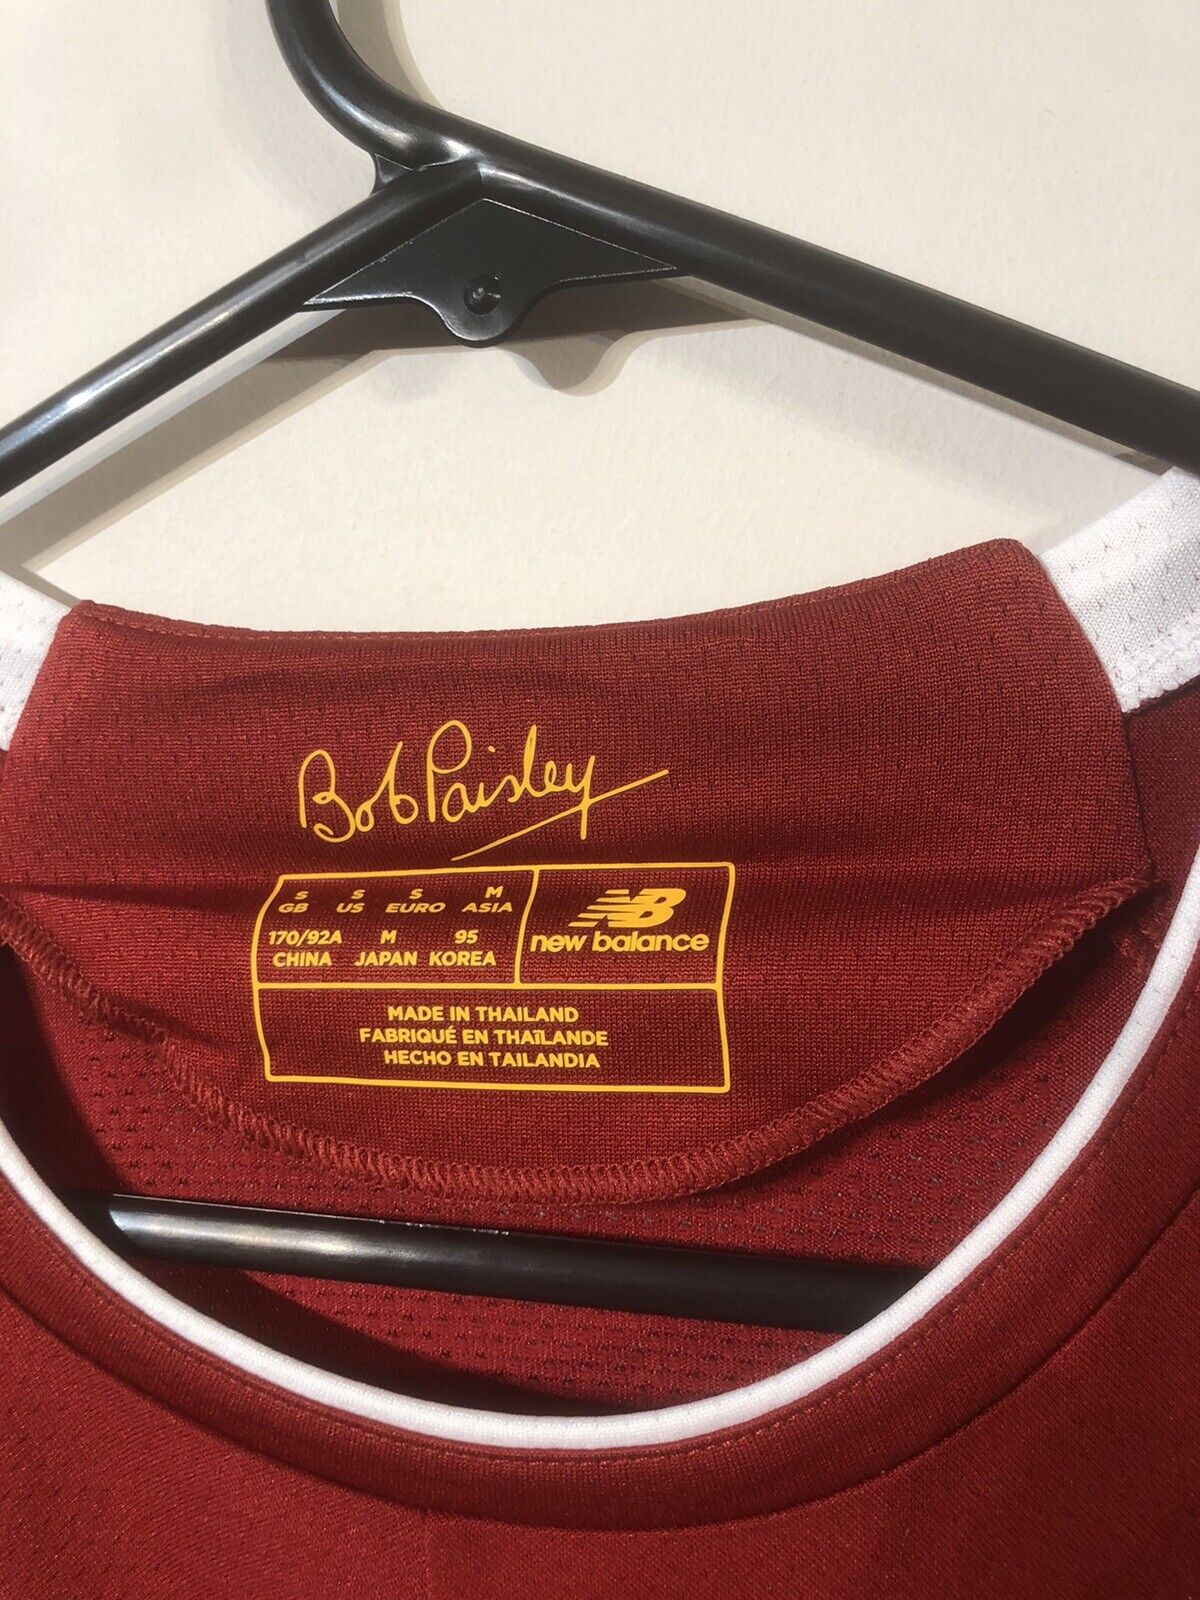 Bob Paisley
S S S M
GB US EURO ASIA
170/92A M 95
CHINA JAPAN KOREA
NB
new balance
MADE IN THAILAND
FABRIQUÉ EN THAÏLANDE
HECHO EN TAILANDIA